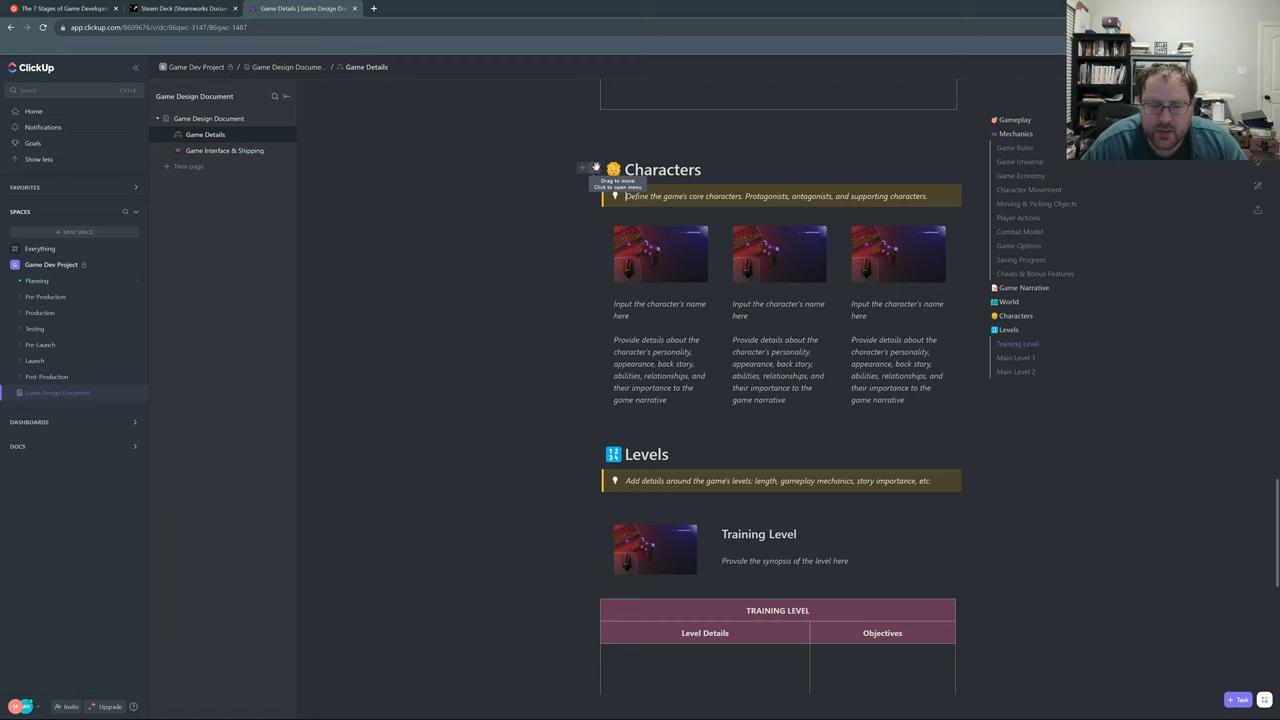 The 7 Stages of Game Developm
Steam Deck (Steamworks Docum
Game Details | Game Design Do
app.clickup.com/8609676/v/dc/86qwc-3147/86qwc-1487
ClickUp
Game Dev Project / Game Design Docume... / Game Details
Search Ctrl+K
Home
Notifications
Goals
Show less
FAVORITES
SPACES
+ NEW SPACE
Everything
G Game Dev Project
Planning
Pre-Production
Production
Testing
Pre-Launch
Launch
Post-Production
Game Design Document
DASHBOARDS
DOCS
Invite
Upgrade
Game Design Document
Game Design Document
Game Details
Game Interface & Shipping
New page
Characters
Drag to move
Click to open menu
Define the game's core characters. Protagonists, antagonists, and supporting characters.
Input the character's name here
Input the character's name here
Input the character's name here
Provide details about the character's personality, appearance, back story, abilities, relationships, and their importance to the game narrative
Provide details about the character's personality, appearance, back story, abilities, relationships, and their importance to the game narrative
Provide details about the character's personality, appearance, back story, abilities, relationships, and their importance to the game narrative
Levels
Add details around the game's levels: length, gameplay mechanics, story importance, etc.
Training Level
Provide the synopsis of the level here
TRAINING LEVEL
Level Details Objectives
Gameplay
Mechanics
Game Rules
Game Universe
Game Economy
Character Movement
Moving & Picking Objects
Player Actions
Combat Model
Game Options
Saving Progress
Cheats & Bonus Features
Game Narrative
World
Characters
Levels
Training Level
Main Level 1
Main Level 2
+ Task